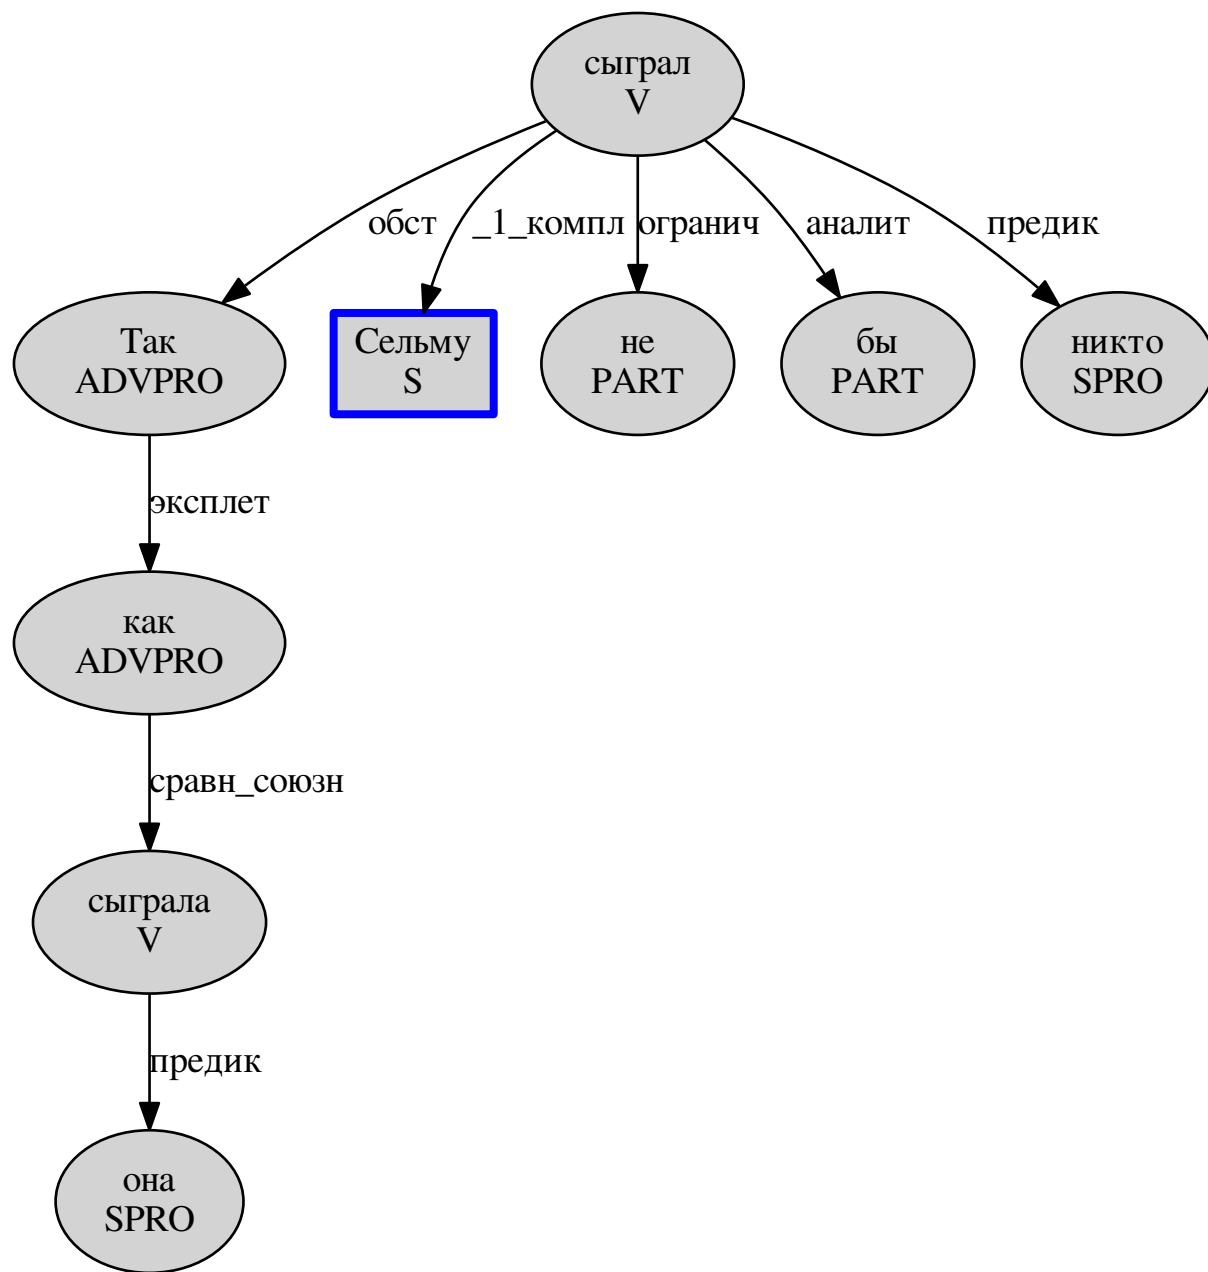 сыграл
V
обст
_1_компл
огранич
аналит
предик
Так
ADVPRO
Сельму
S
не
PART
бы
PART
никто
SPRO
эксплет
как
ADVPRO
сравн_союзн
сыграла
V
предик
она
SPRO